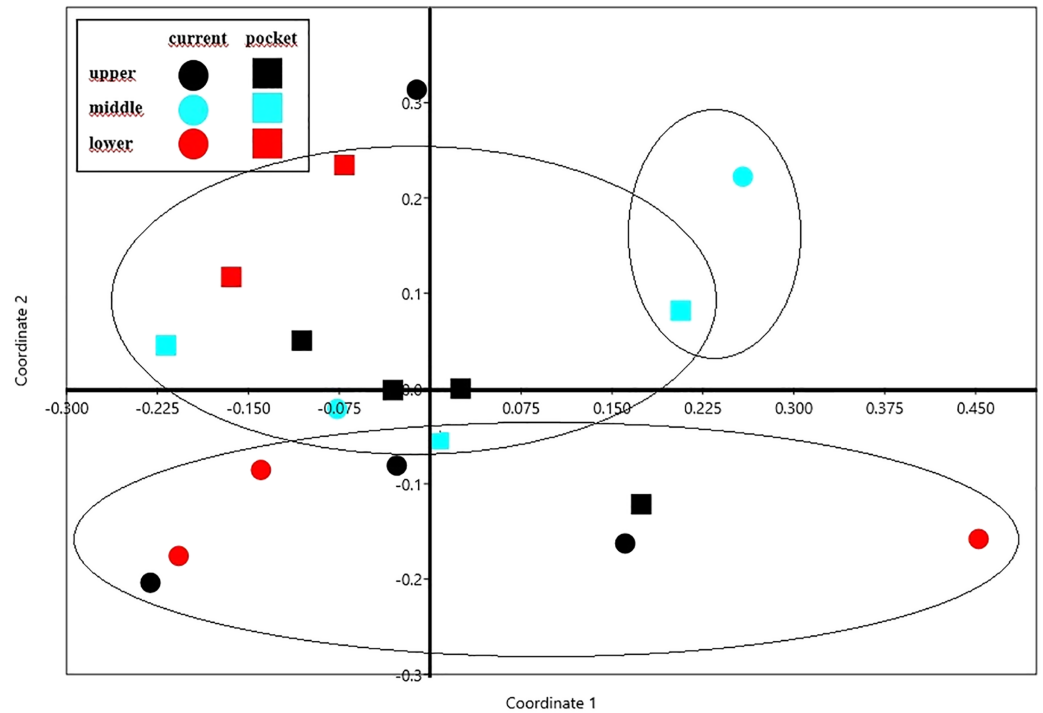 current pocket
upper
middle
lower
0.3
0.2
0.1
0.0
-0.300 -0.225 -0.150 -0.075 0.075 0.150 0.225 0.300 0.375 0.450
-0.1
-0.2
-0.3
Coordinate 2
Coordinate 1